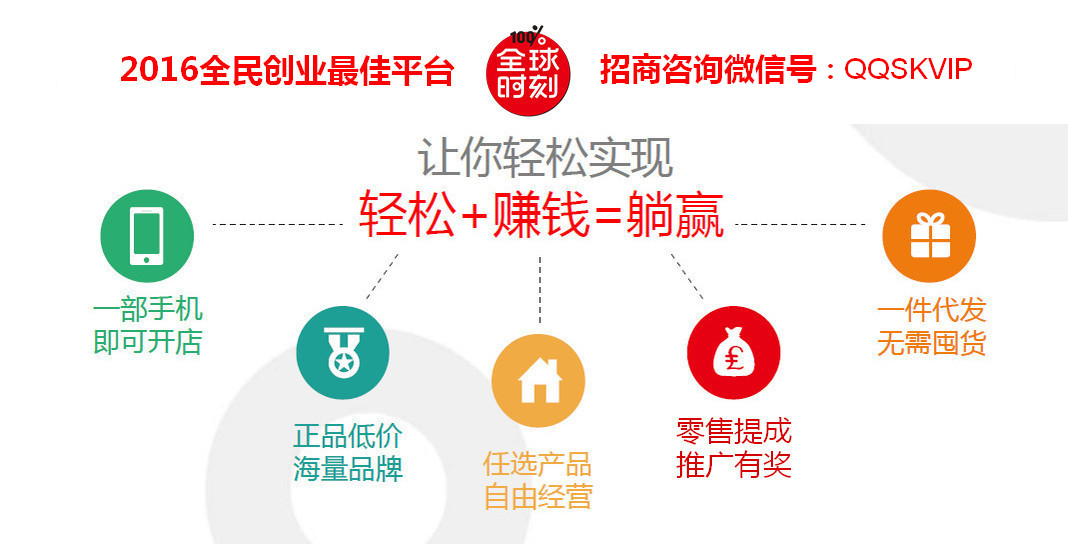 2016全民创业最佳平台
100%
全球
时刻
招商咨询微信号:QQSKVIP
让你轻松实现
轻松+赚钱=躺赢
一部手机
即可开店
正品低价
海量品牌
任选产品
自由经营
零售提成
推广有奖
一件代发
无需囤货